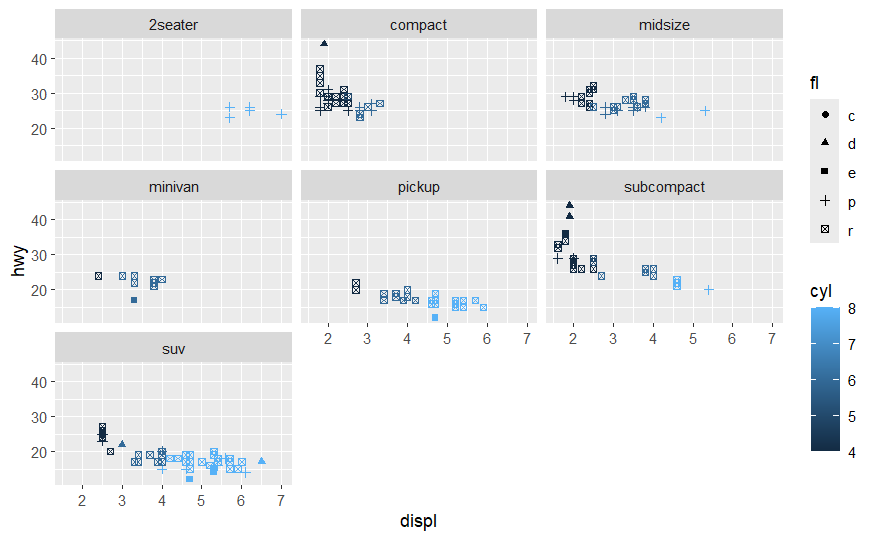 2seater compact midsize
40
30
20
minivan pickup subcompact
40
30
20
2 3 4 5 6 7 2 3 4 5 6 7
suv
40
30
20
2 3 4 5 6 7
displ
hwy
fl
c
d
e
p
r
cyl
8
7
6
5
4